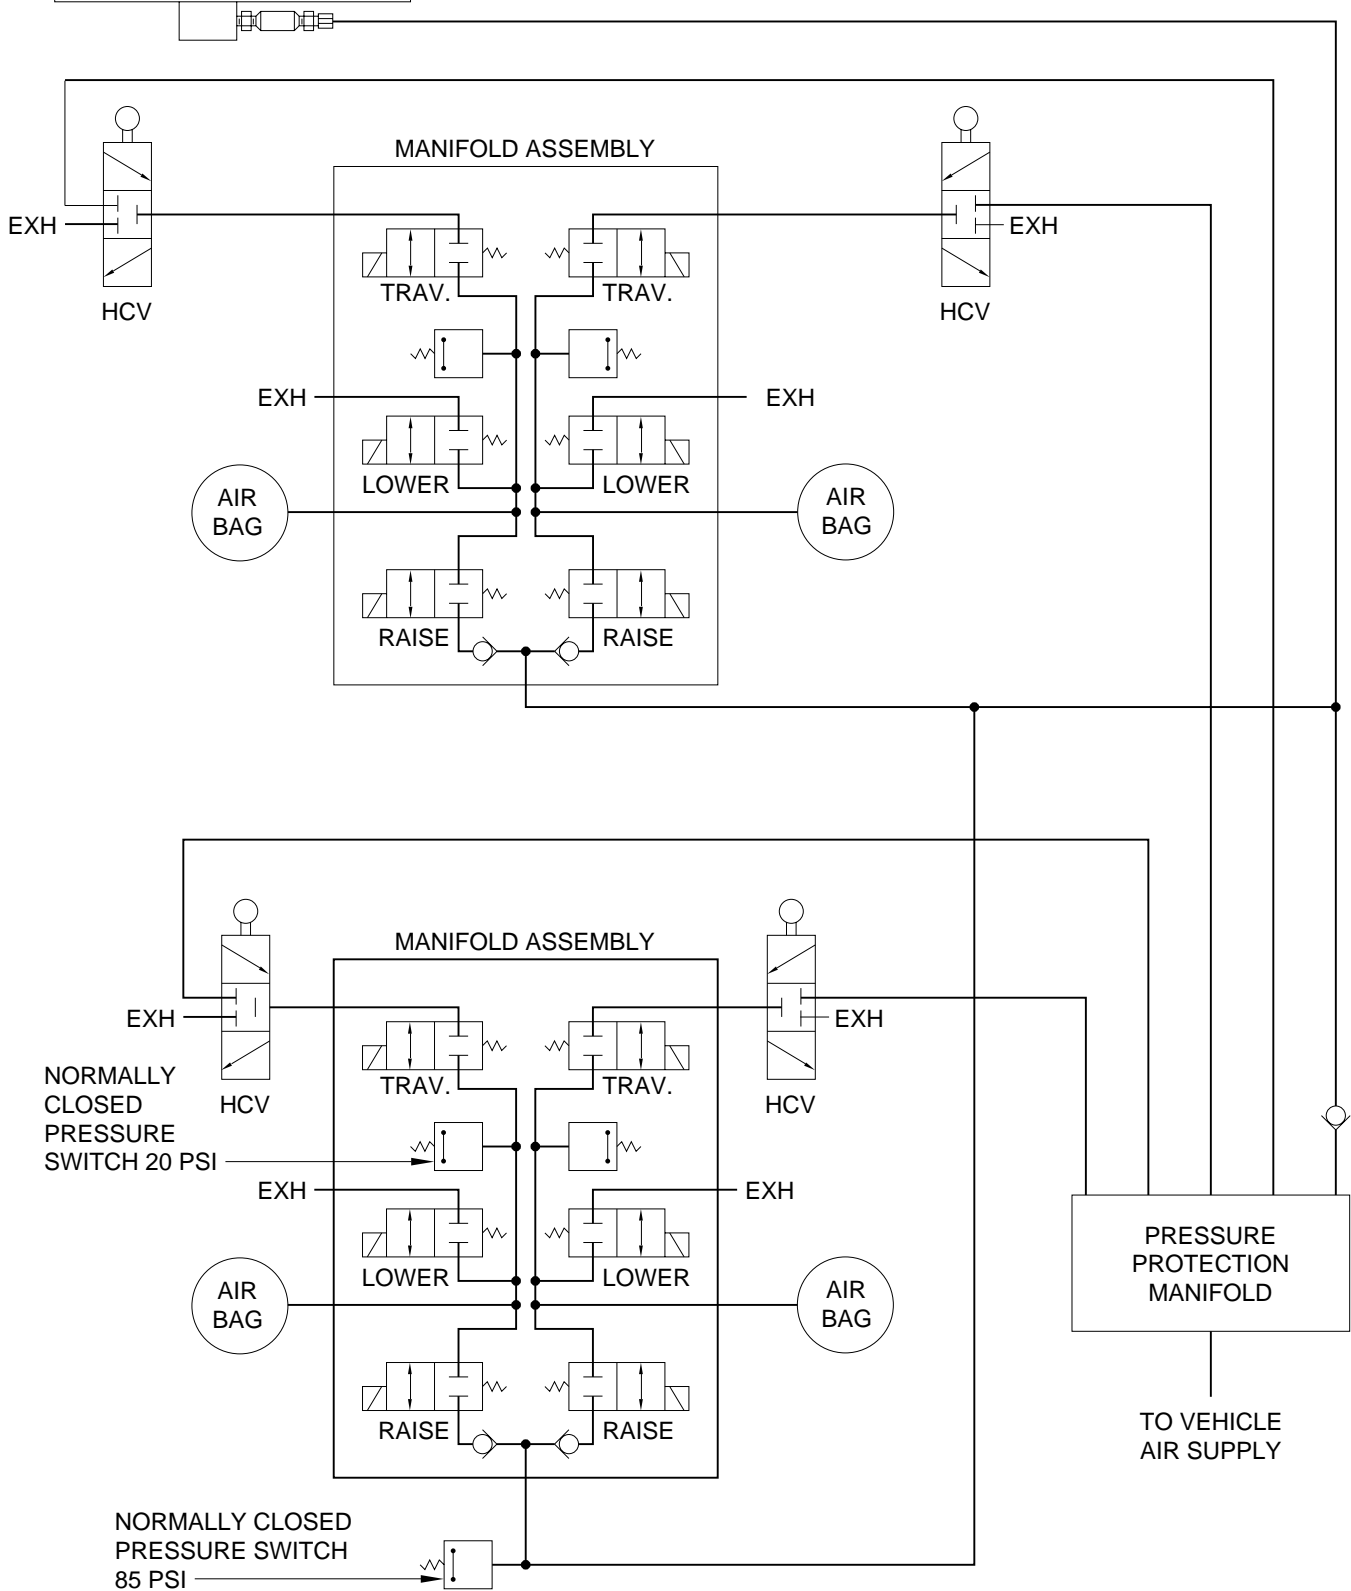 MANIFOLD ASSEMBLY
EXH
EXH
HCV
HCV
TRAV.
TRAV.
EXH
EXH
LOWER
LOWER
AIR
BAG
AIR
BAG
RAISE
RAISE
MANIFOLD ASSEMBLY
EXH
EXH
HCV
HCV
TRAV.
TRAV.
NORMALLY
CLOSED
PRESSURE
SWITCH 20 PSI
EXH
EXH
LOWER
LOWER
AIR
BAG
AIR
BAG
PRESSURE
PROTECTION
MANIFOLD
RAISE
RAISE
TO VEHICLE
AIR SUPPLY
NORMALLY CLOSED
PRESSURE SWITCH
85 PSI